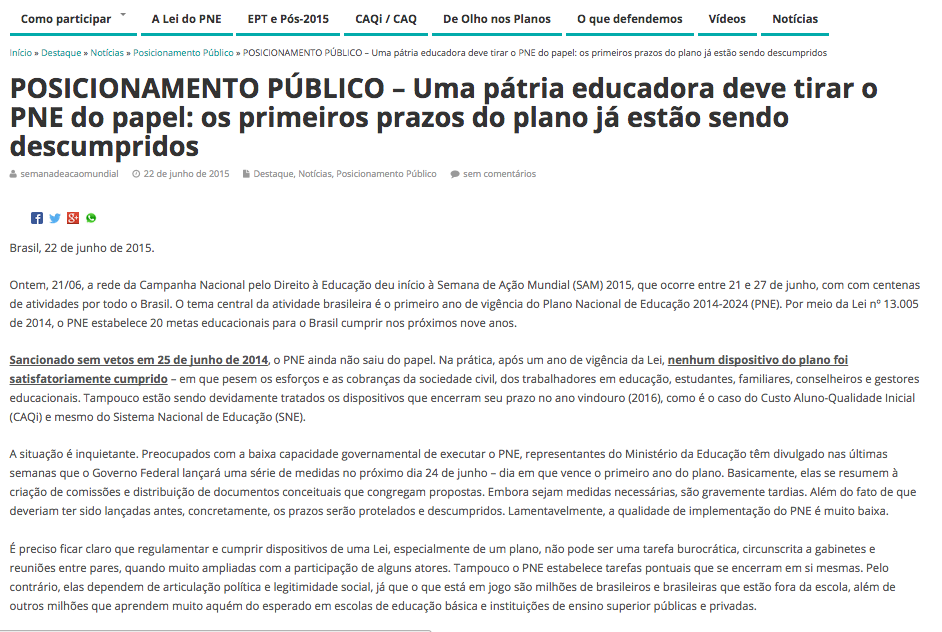 Como participar
A Lei do PNE
EPT e Pós-2015
CAQi / CAQ
De Olho nos Planos
O que defendemos
Vídeos
Notícias
Início » Destaque » Notícias » Posicionamento Público » POSICIONAMENTO PÚBLICO – Uma pátria educadora deve tirar o PNE do papel: os primeiros prazos do plano já estão sendo descumpridos
POSICIONAMENTO PÚBLICO – Uma pátria educadora deve tirar o
PNE do papel: os primeiros prazos do plano já estão sendo
descumpridos
semanadeacaomundial 22 de junho de 2015 Destaque, Notícias, Posicionamento Público sem comentários
Brasil, 22 de junho de 2015.
Ontem, 21/06, a rede da Campanha Nacional pelo Direito à Educação deu início à Semana de Ação Mundial (SAM) 2015, que ocorre entre 21 e 27 de junho, com com centenas
de atividades por todo o Brasil. O tema central da atividade brasileira é o primeiro ano de vigência do Plano Nacional de Educação 2014-2024 (PNE). Por meio da Lei nº 13.005
de 2014, o PNE estabelece 20 metas educacionais para o Brasil cumprir nos próximos nove anos.
Sancionado sem vetos em 25 de junho de 2014, o PNE ainda não saiu do papel. Na prática, após um ano de vigência da Lei, nenhum dispositivo do plano foi
satisfatoriamente cumprido – em que pesem os esforços e as cobranças da sociedade civil, dos trabalhadores em educação, estudantes, familiares, conselheiros e gestores
educacionais. Tampouco estão sendo devidamente tratados os dispositivos que encerram seu prazo no ano vindouro (2016), como é o caso do Custo Aluno-Qualidade Inicial
(CAQi) e mesmo do Sistema Nacional de Educação (SNE).
A situação é inquietante. Preocupados com a baixa capacidade governamental de executar o PNE, representantes do Ministério da Educação têm divulgado nas últimas
semanas que o Governo Federal lançará uma série de medidas no próximo dia 24 de junho – dia em que vence o primeiro ano do plano. Basicamente, elas se resumem à
criação de comissões e distribuição de documentos conceituais que congregam propostas. Embora sejam medidas necessárias, são gravemente tardias. Além do fato de que
deveriam ter sido lançadas antes, concretamente, os prazos serão protelados e descumpridos. Lamentavelmente, a qualidade de implementação do PNE é muito baixa.
É preciso ficar claro que regulamentar e cumprir dispositivos de uma Lei, especialmente de um plano, não pode ser uma tarefa burocrática, circunscrita a gabinetes e
reuniões entre pares, quando muito ampliadas com a participação de alguns atores. Tampouco o PNE estabelece tarefas pontuais que se encerram em si mesmas. Pelo
contrário, elas dependem de articulação política e legitimidade social, já que o que está em jogo são milhões de brasileiros e brasileiras que estão fora da escola, além de
outros milhões que aprendem muito aquém do esperado em escolas de educação básica e instituições de ensino superior públicas e privadas.